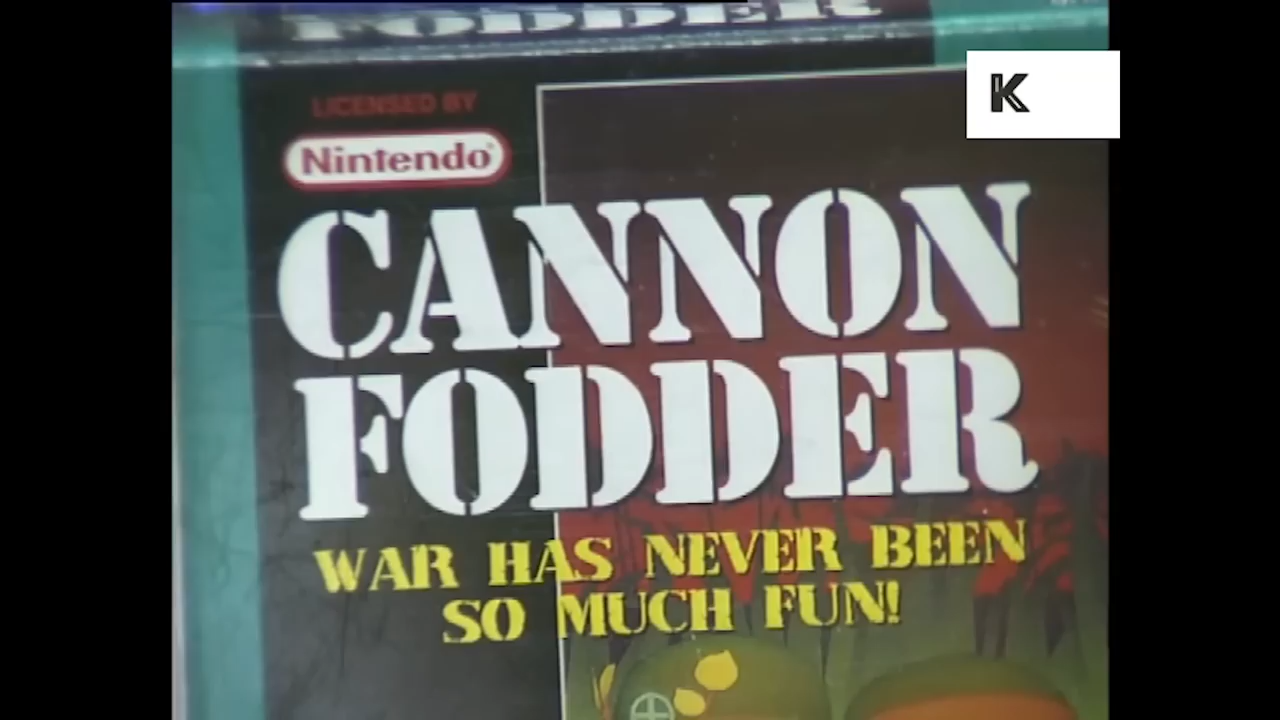 FODDER
K
LICENSED BY
Nintendo
CANNON
FODDER
WAR HAS NEVER BEEN
SO MUCH FUN!